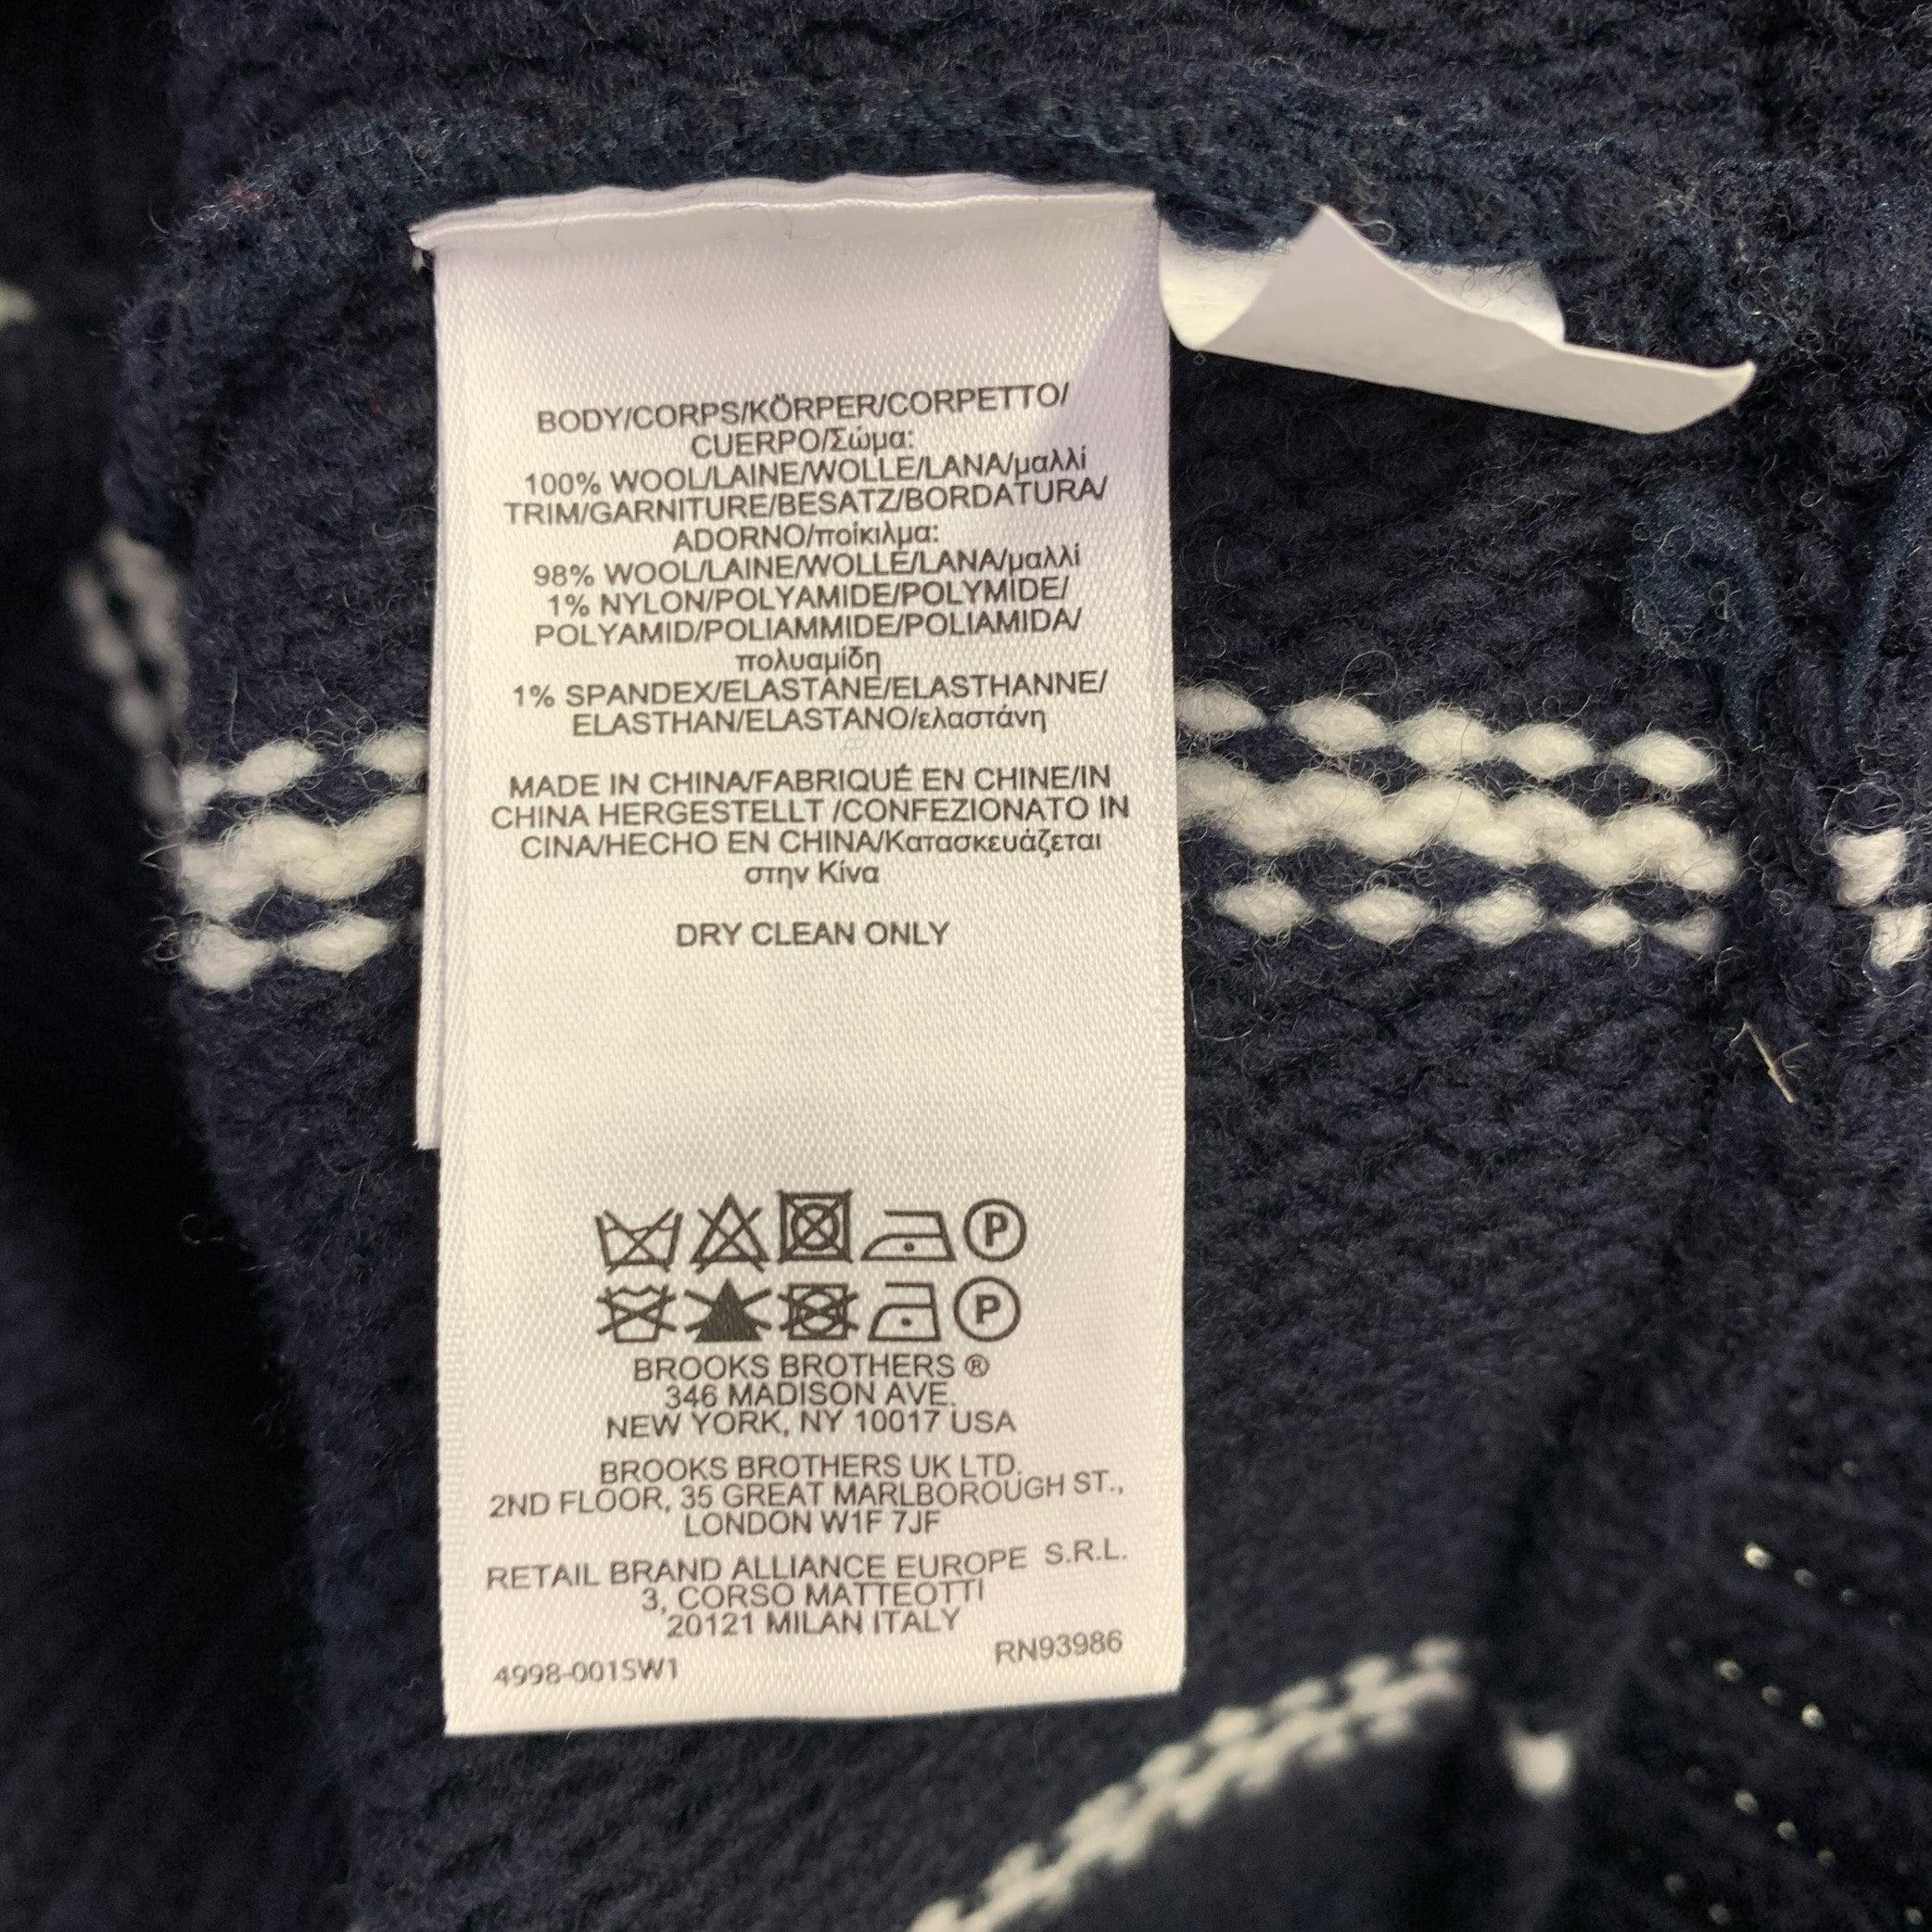 BODY/CORPS/KÖRPER/CORPETTO/
CUERPO/Σώμα:
100% WOOL/LAINE/WOLLE/LANA/μαλλί
TRIM/GARNITURE/BESATZ/BORDATURA/
ADORNO/ποίκιλμα:
98% WOOL/LAINE/WOLLE/LANA/μαλλί
1% NYLON/POLYAMIDE/POLYMIDE/
POLYAMID/POLIAMMIDE/POLIAMIDA/
πολυαμίδη
1% SPANDEX/ELASTANE/ELASTHANNE/
ELASTHAN/ELASTANO/ελαστάνη
MADE IN CHINA/FABRIQUÉ EN CHINE/IN
CHINA HERGESTELLT /CONFEZIONATO IN
CINA/HECHO EN CHINA/Κατασκευάζεται
στην Κίνα
DRY CLEAN ONLY
P
P
BROOKS BROTHERS ®
346 MADISON AVE.
NEW YORK, NY 10017 USA
BROOKS BROTHERS UK LTD.
2ND FLOOR, 35 GREAT MARLBOROUGH ST.,
LONDON W1F 7JF
RETAIL BRAND ALLIANCE EUROPE S.R.L.
3, CORSO MATTEOTTI
20121 MILAN ITALY
4998-001SW1 RN93986